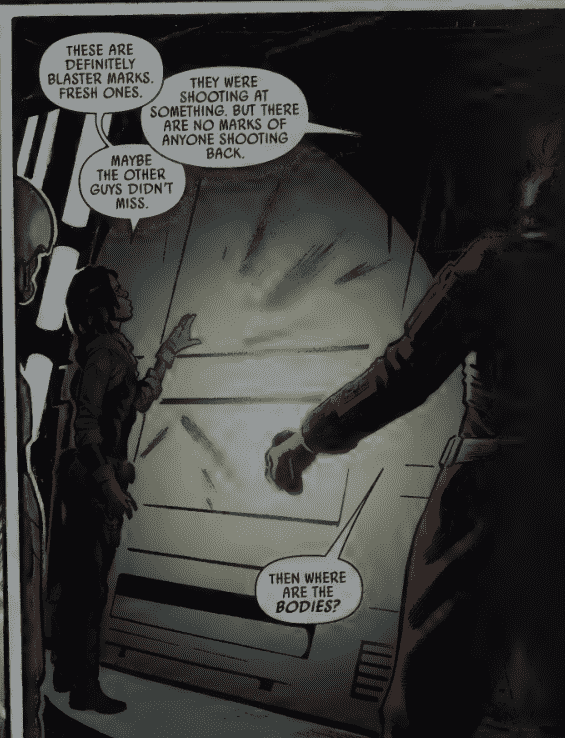 THESE ARE
DEFINITELY
BLASTER MARKS.
FRESH ONES.
THEY WERE
SHOOTING AT
SOMETHING. BUT THERE
ARE NO MARKS OF
ANYONE SHOOTING
BACK.
MAYBE
THE OTHER
GUYS DIDN'T
MISS.
THEN WHERE
ARE THE
BODIES?